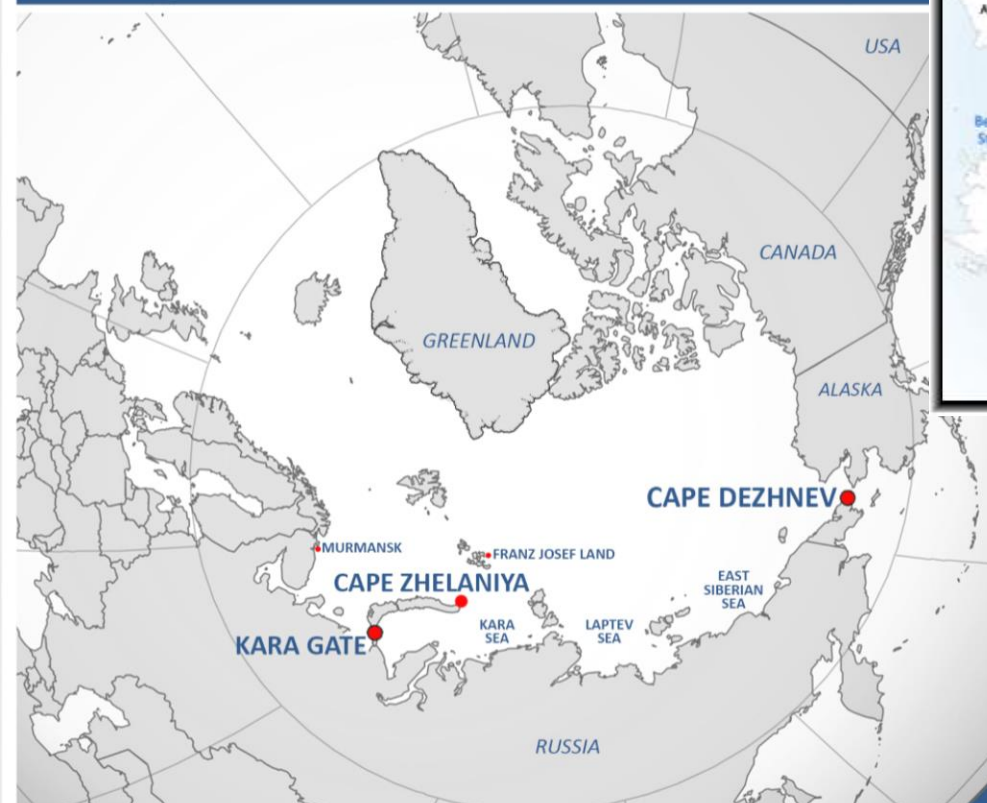 USA
CANADA
GREENLAND
ALASKA
CAPE DEZHNEV
MURMANSK
FRANZ JOSEF LAND
CAPE ZHELANIYA
EAST
SIBERIAN
SEA
KARA
SEA
LAPTEV
SEA
KARA GATE
RUSSIA